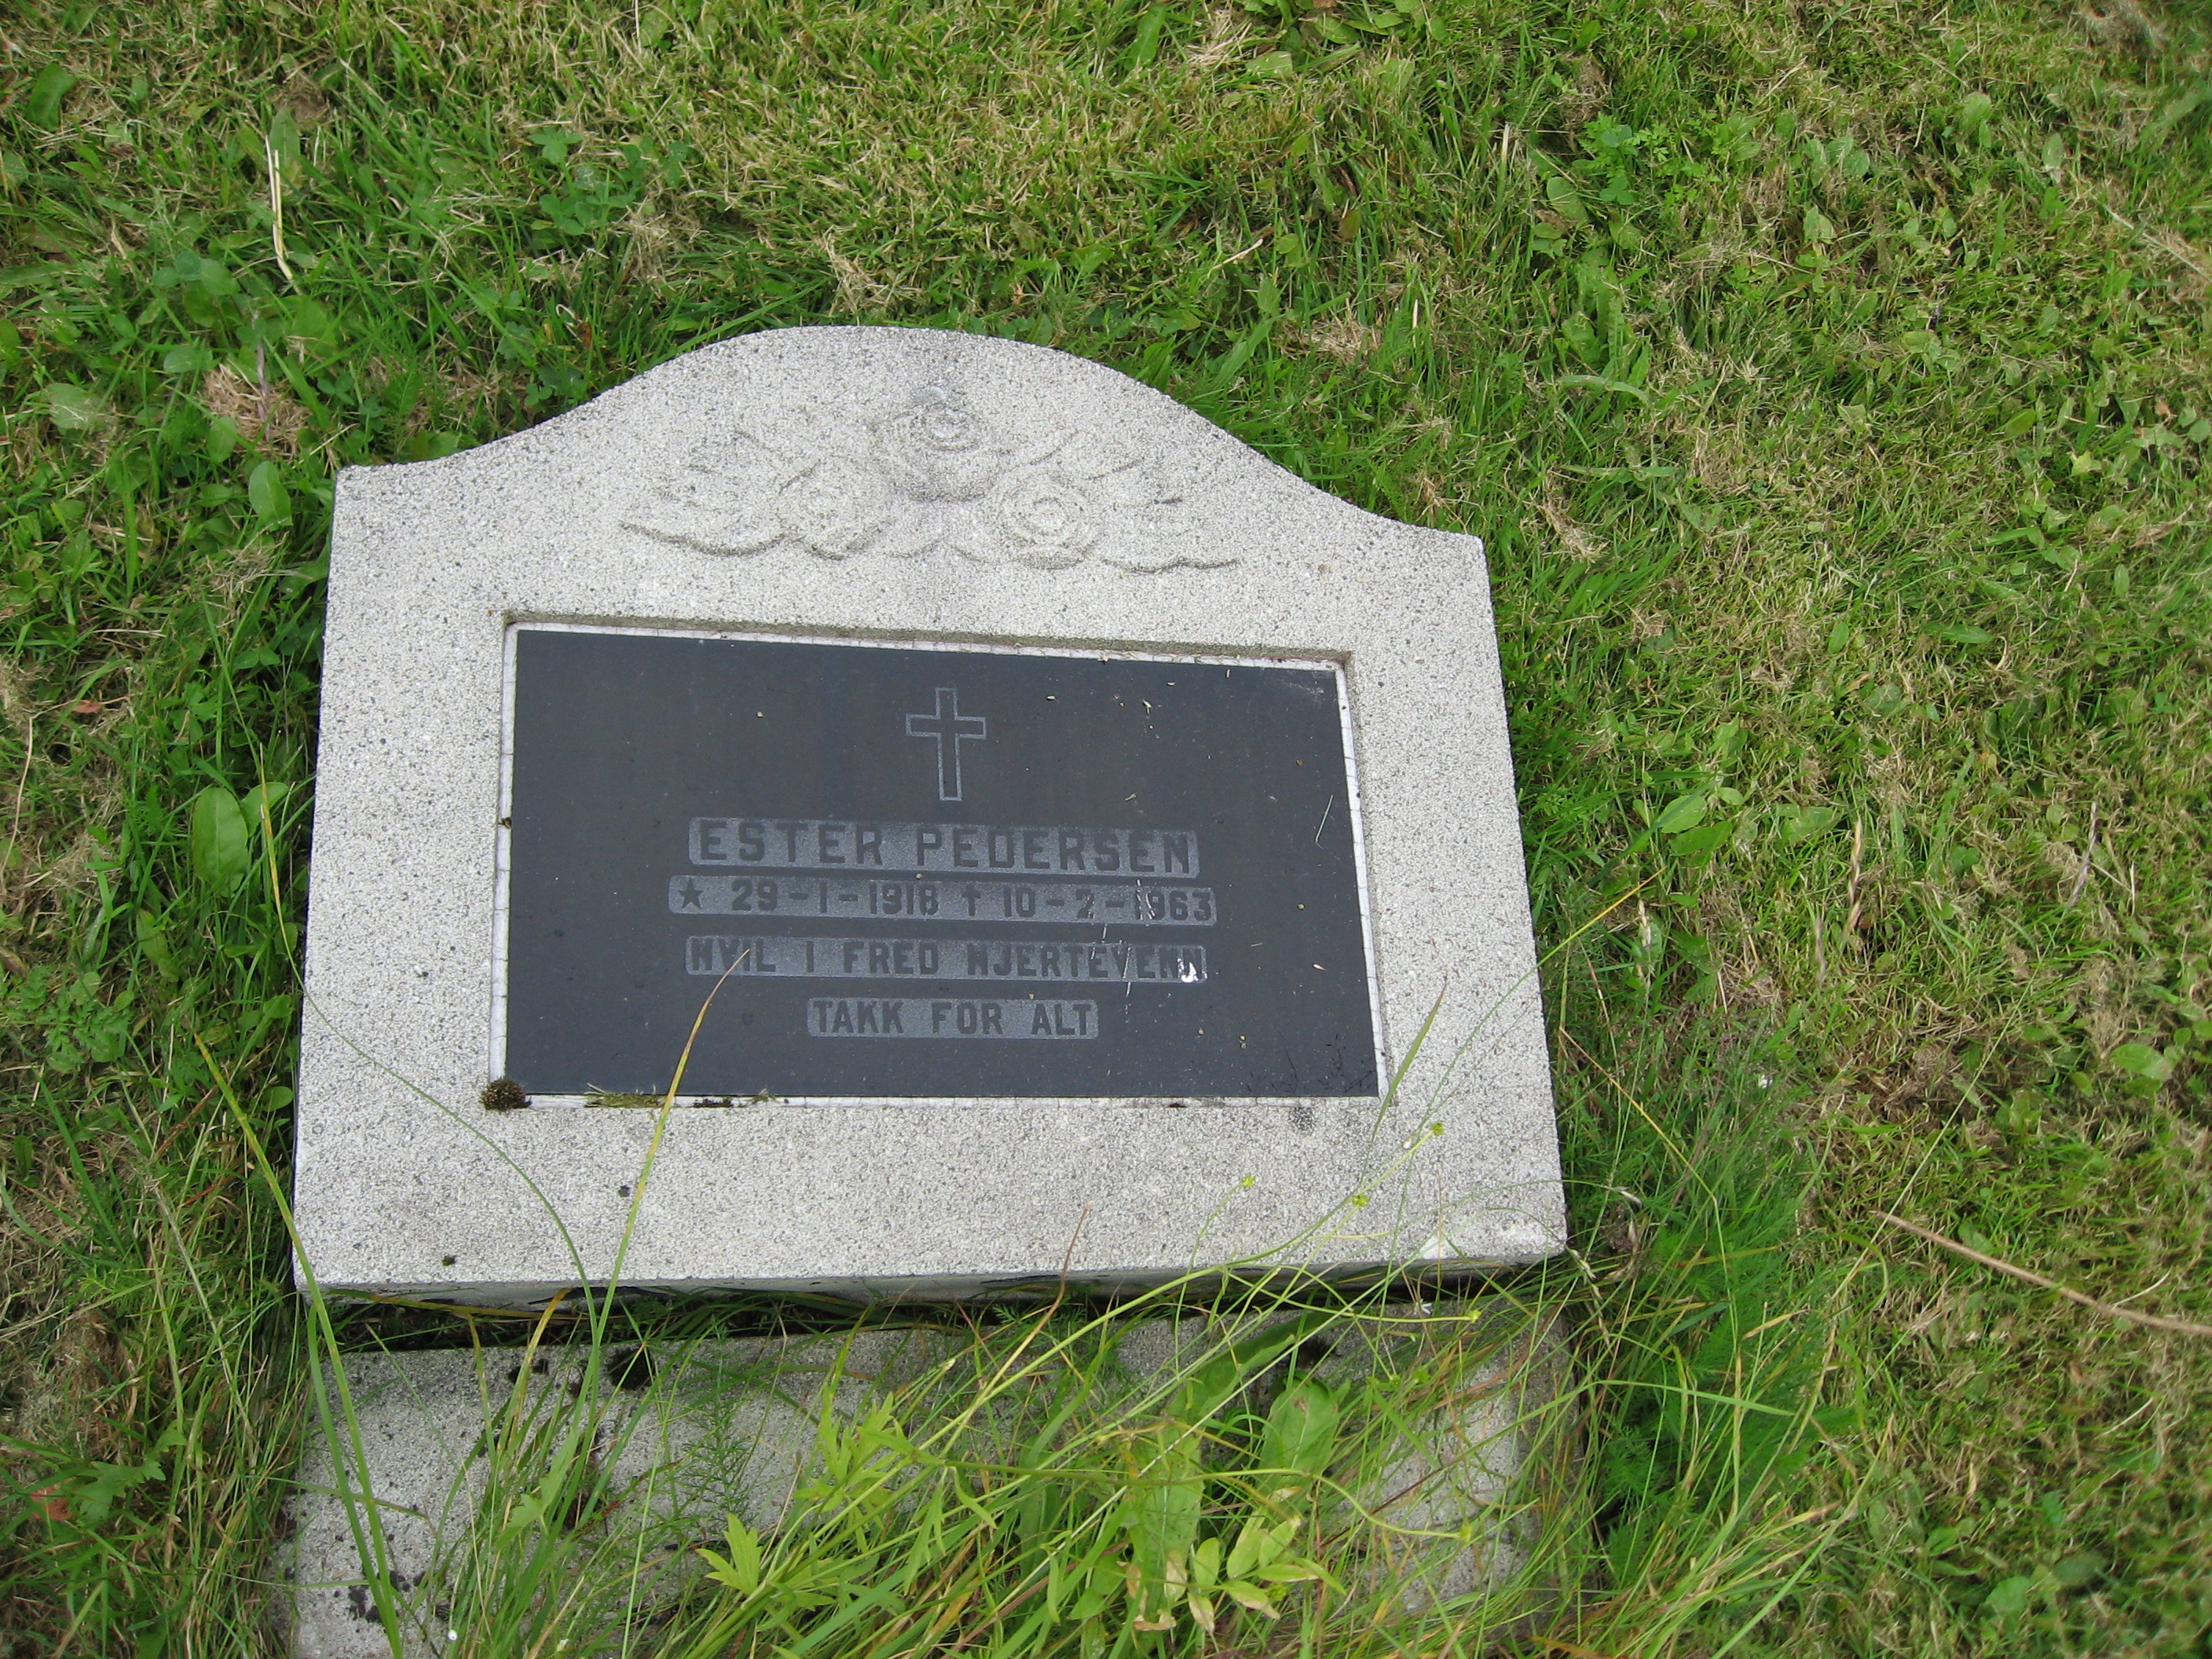 ESTER PEDERSEN
★ 29-1-1918 † 10-2-1963
HVIL I FRED HJERTEVENN
TAKK FOR ALT